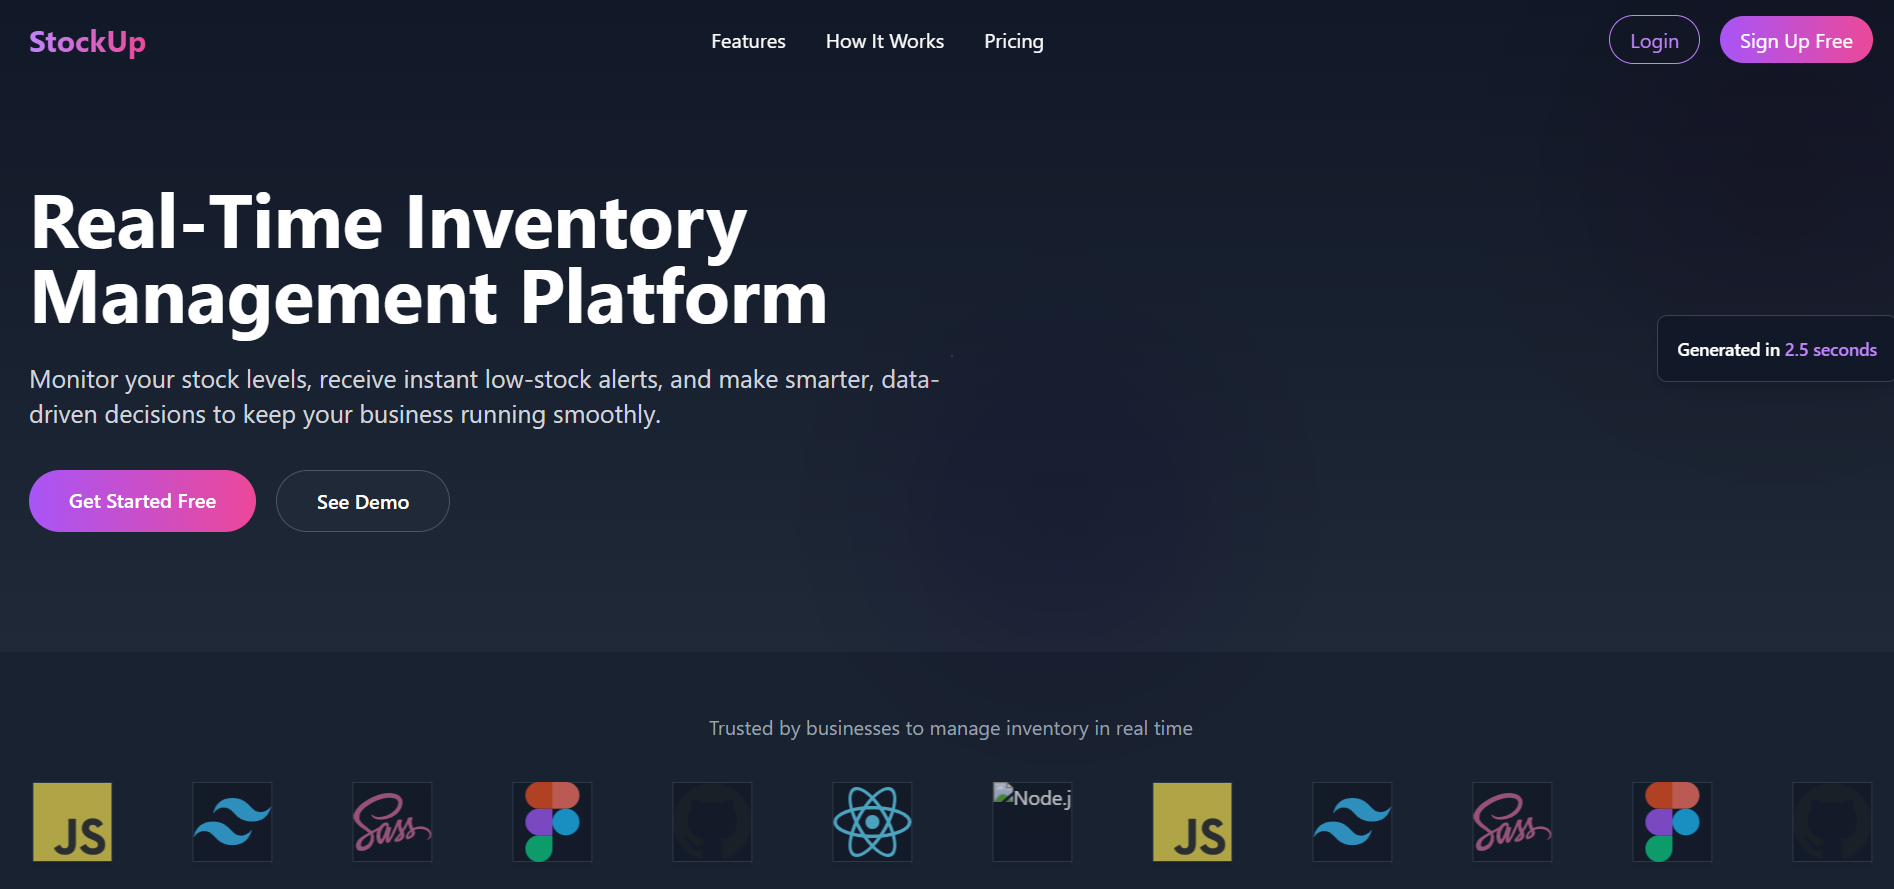 StockUp
Features
How It Works
Pricing
Login
Sign Up Free
Real-Time Inventory
Management Platform
Monitor your stock levels, receive instant low-stock alerts, and make smarter, data-
driven decisions to keep your business running smoothly.
Generated in 2.5 seconds
Get Started Free
See Demo
Trusted by businesses to manage inventory in real time
JS
Sass
Node.j
JS
Sass